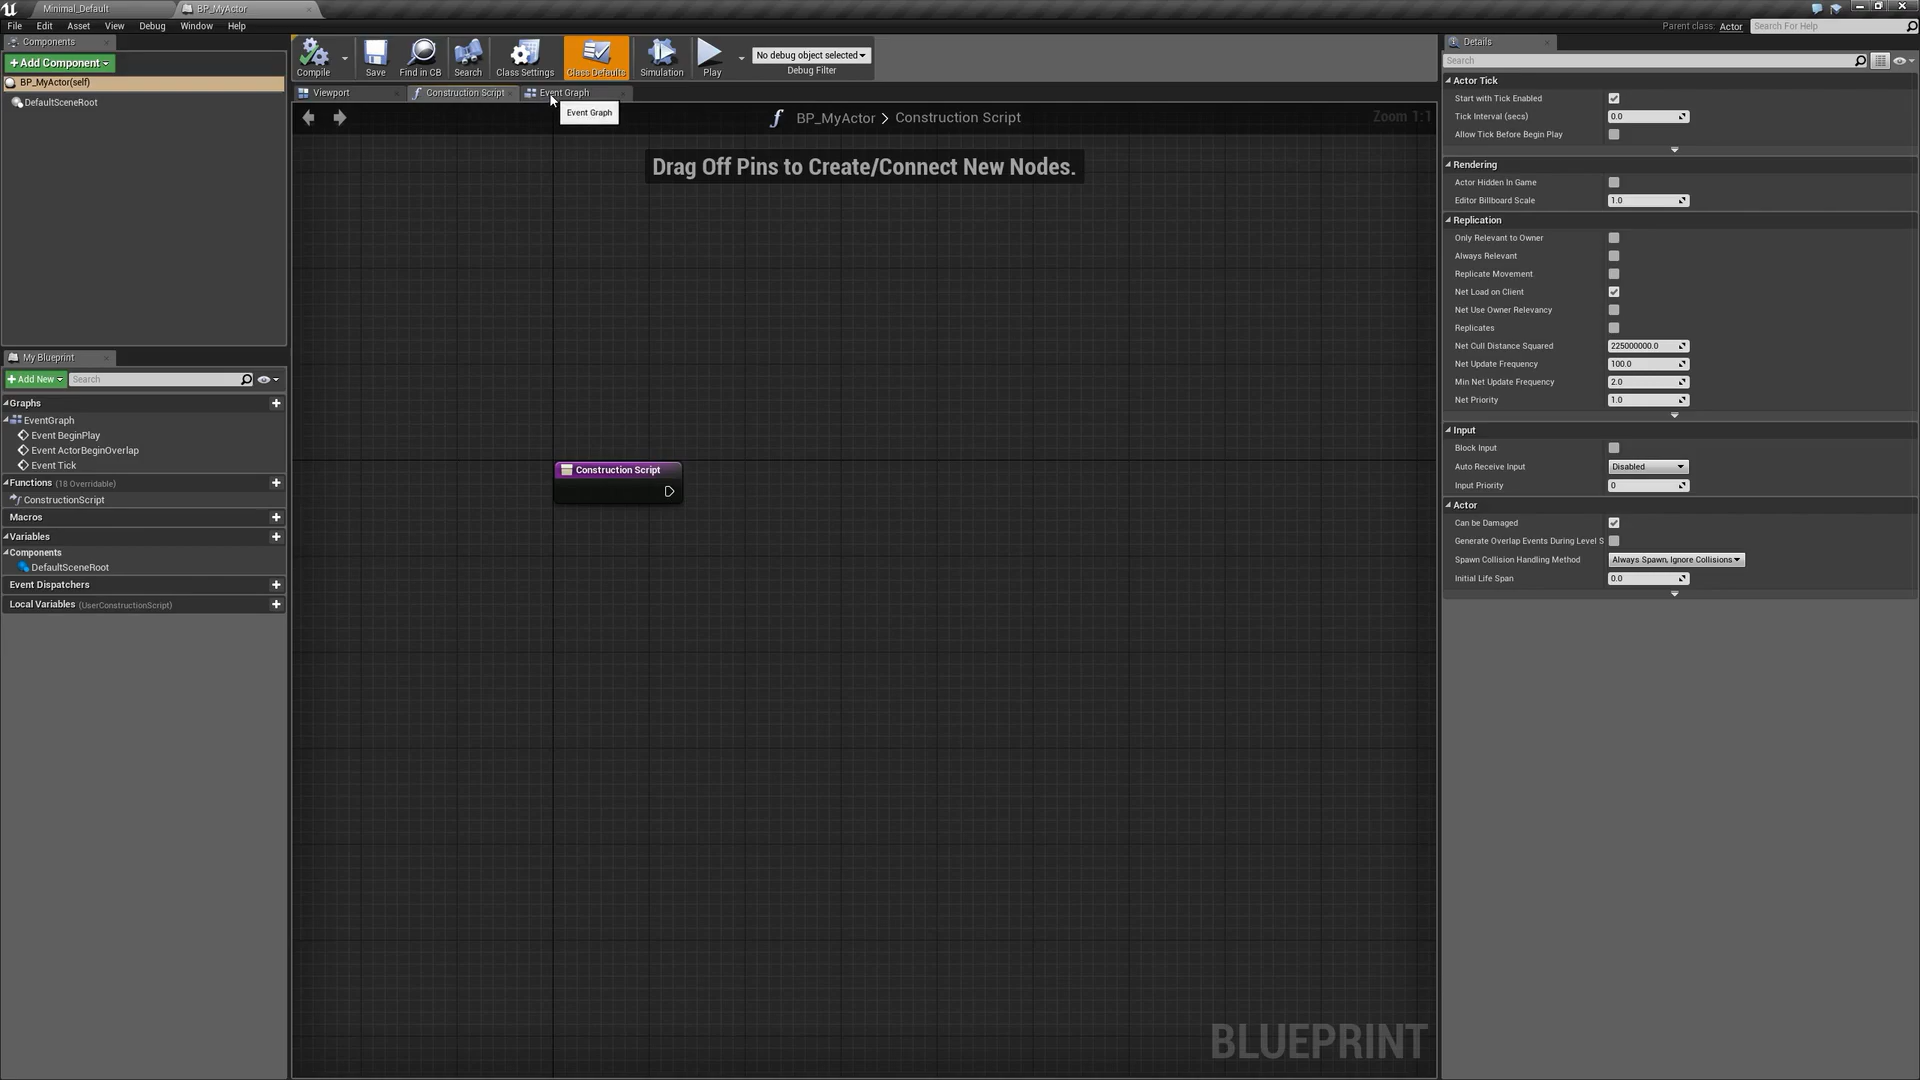 Minimal_Default
BP_MyActor
File Edit Asset View Debug Window Help
Parent class: Actor
Search For Help
Components
+Add Component
BP_MyActor(self)
DefaultSceneRoot
Compile
Save
Find in CB
Search
Class Settings
Class Defaults
Simulation
Play
No debug object selected
Debug Filter
Viewport
Construction Script
Event Graph
Event Graph
BP_MyActor > Construction Script
Zoom 1:1
Drag Off Pins to Create/Connect New Nodes.
Construction Script
BLUEPRINT
My Blueprint
+Add New
Search
Graphs
EventGraph
Event BeginPlay
Event ActorBeginOverlap
Event Tick
Functions (18 Overridable)
ConstructionScript
Macros
Variables
Components
DefaultSceneRoot
Event Dispatchers
Local Variables (UserConstructionScript)
Details
Search
Actor Tick
Start with Tick Enabled
Tick Interval (secs) 0.0
Allow Tick Before Begin Play
Rendering
Actor Hidden In Game
Editor Billboard Scale 1.0
Replication
Only Relevant to Owner
Always Relevant
Replicate Movement
Net Load on Client
Net Use Owner Relevancy
Replicates
Net Cull Distance Squared 225000000.0
Net Update Frequency 100.0
Min Net Update Frequency 2.0
Net Priority 1.0
Input
Block Input
Auto Receive Input Disabled
Input Priority 0
Actor
Can be Damaged
Generate Overlap Events During Level S
Spawn Collision Handling Method Always Spawn, Ignore Collisions
Initial Life Span 0.0